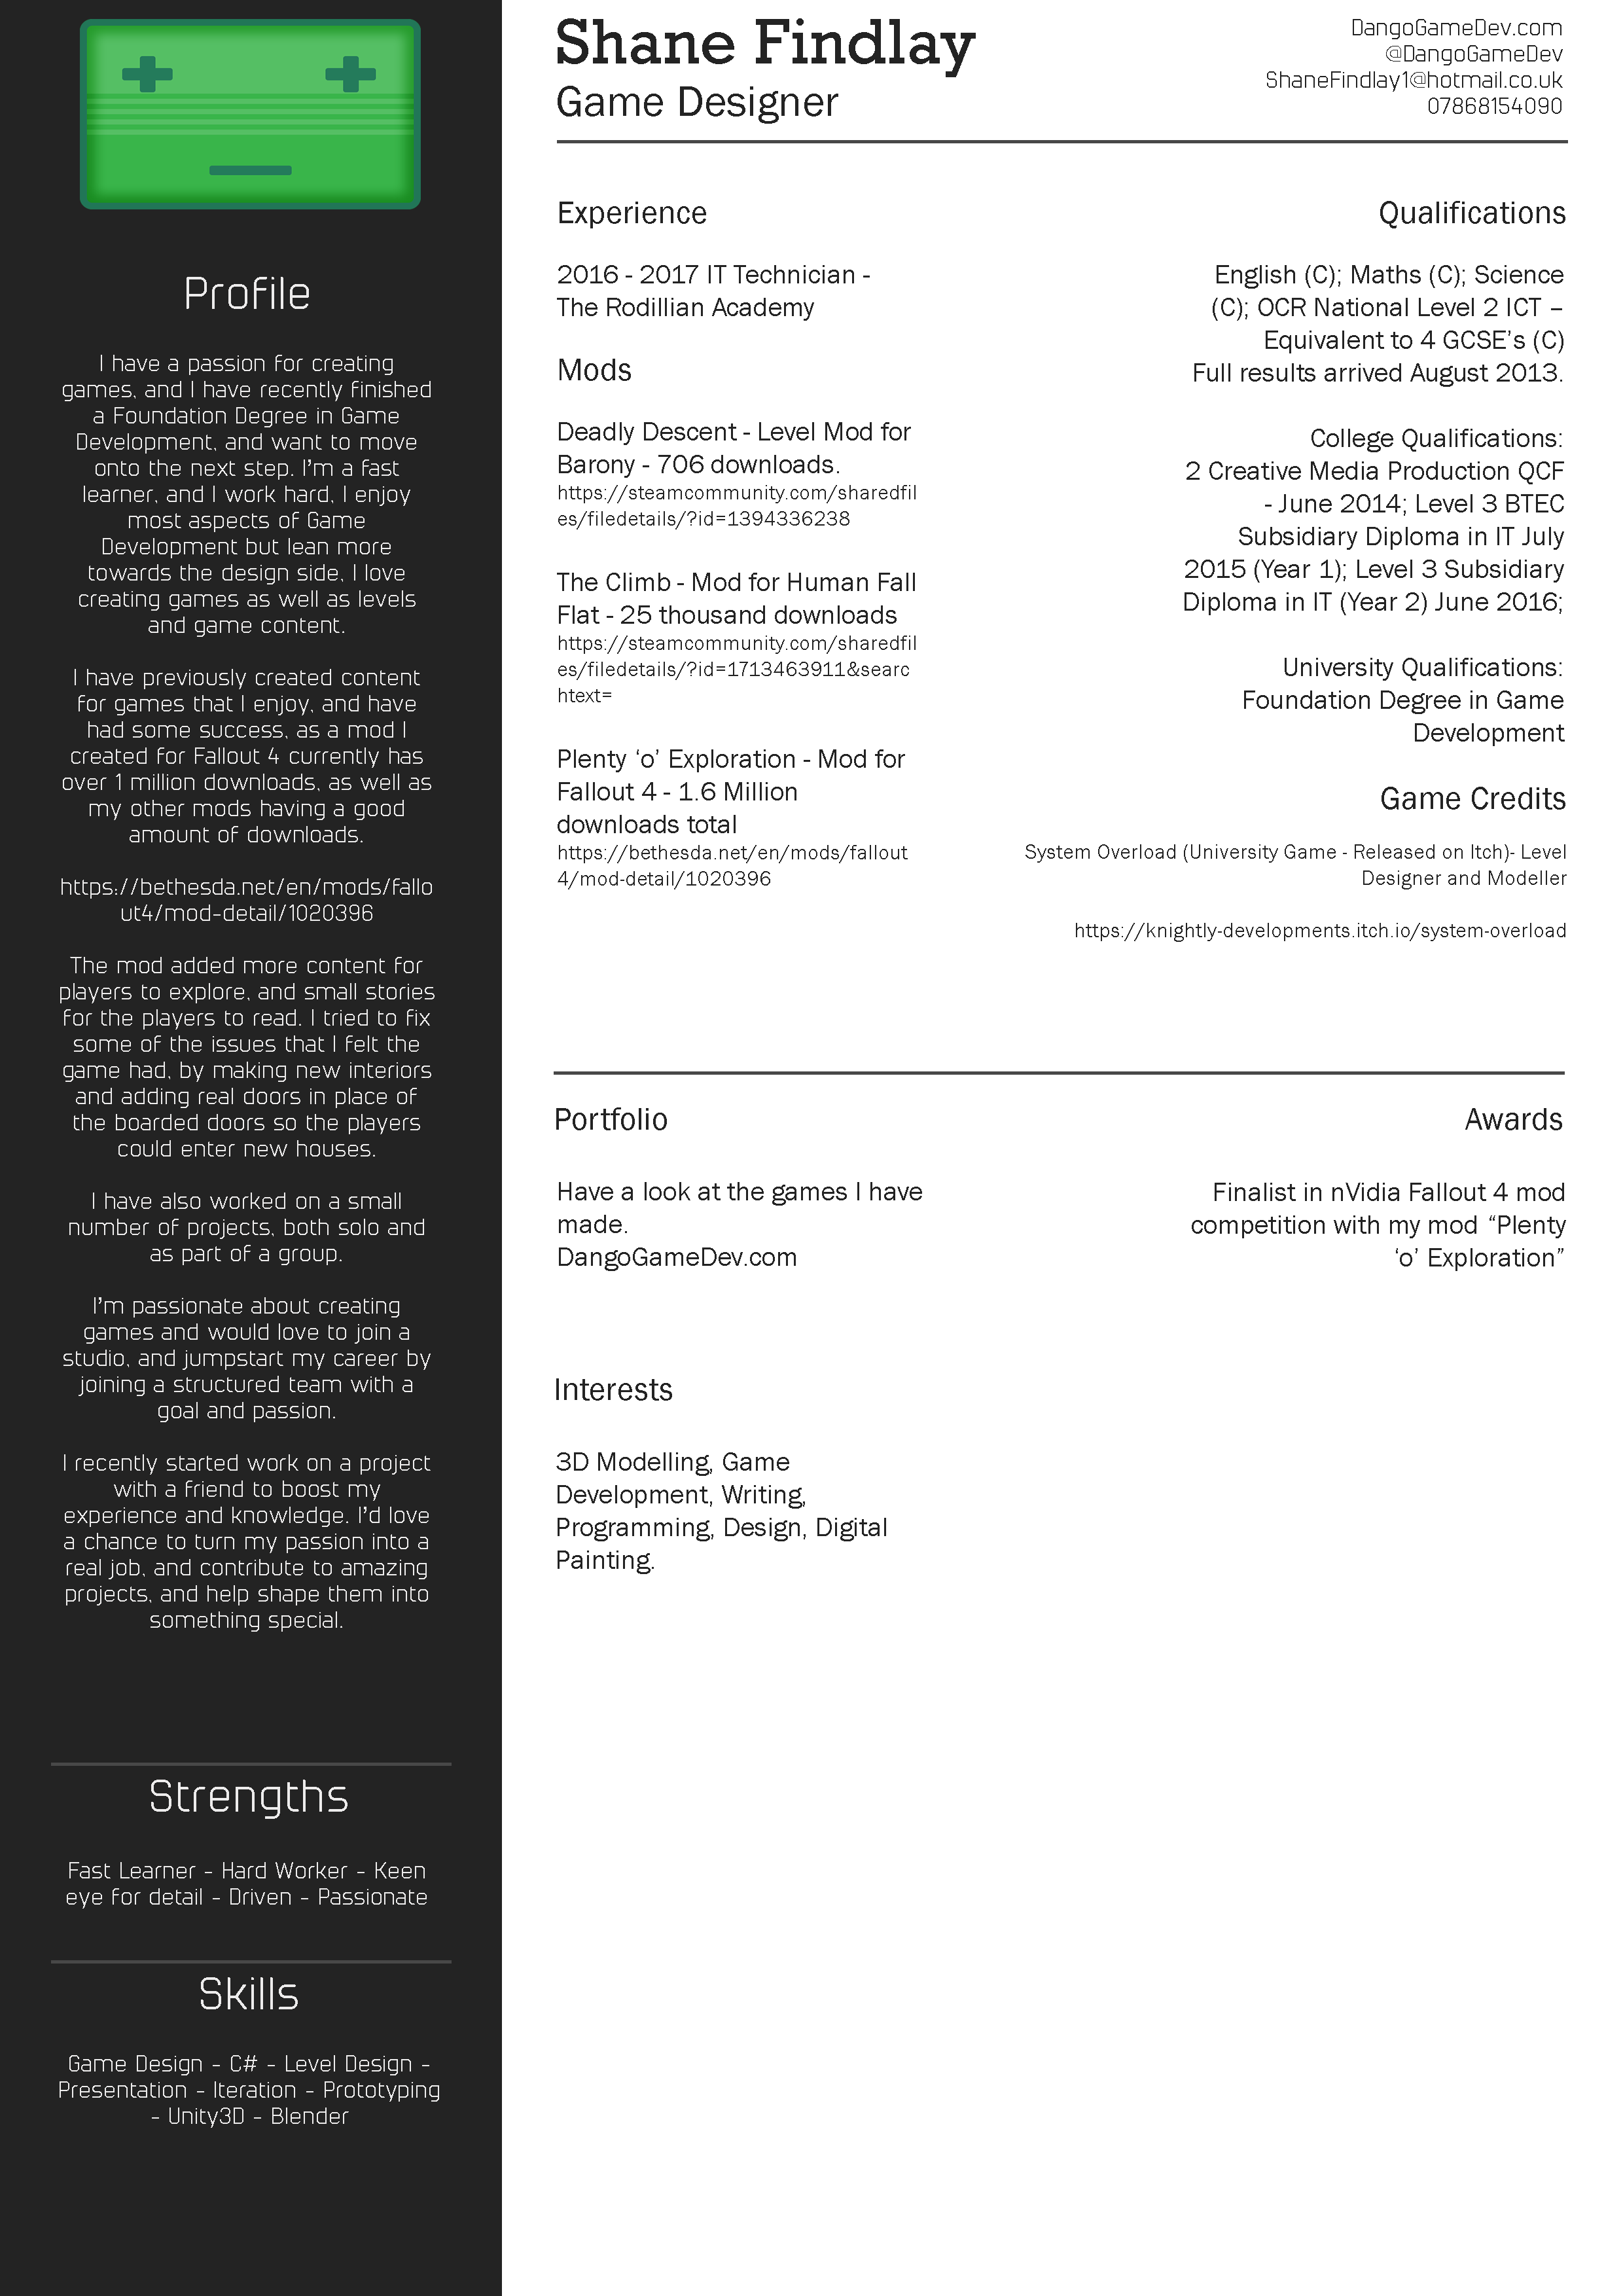 Profile
I have a passion for creating
games, and I have recently finished
a Foundation Degree in Game
Development, and want to move
onto the next step. I'm a fast
learner, and I work hard, I enjoy
most aspects of Game
Development but lean more
towards the design side, I love
creating games as well as levels
and game content.
I have previously created content
for games that I enjoy, and have
had some success, as a mod I
created for Fallout 4 currently has
over 1 million downloads, as well as
my other mods having a good
amount of downloads.
https://bethesda.net/en/mods/fallo
ut4/mod-detail/1020396
The mod added more content for
players to explore, and small stories
for the players to read. I tried to fix
some of the issues that I felt the
game had, by making new interiors
and adding real doors in place of
the boarded doors so the players
could enter new houses.
I have also worked on a small
number of projects, both solo and
as part of a group.
I'm passionate about creating
games and would love to join a
studio, and jumpstart my career by
joining a structured team with a
goal and passion.
I recently started work on a project
with a friend to boost my
experience and knowledge. I'd love
a chance to turn my passion into a
real job, and contribute to amazing
projects, and help shape them into
something special.
Strengths
Fast Learner - Hard Worker - Keen
eye for detail - Driven - Passionate
Skills
Game Design - C# - Level Design -
Presentation - Iteration - Prototyping
- Unity3D - Blender
Shane Findlay
Game Designer
DangoGameDev.com
@DangoGameDev
ShaneFindlay1@hotmail.co.uk
07868154090
Experience
2016 - 2017 IT Technician -
The Rodillian Academy
Mods
Deadly Descent - Level Mod for
Barony - 706 downloads.
https://steamcommunity.com/sharedfil
es/filedetails/?id=1394336238
The Climb - Mod for Human Fall
Flat - 25 thousand downloads
https://steamcommunity.com/sharedfil
es/filedetails/?id=1713463911&searc
htext=
Plenty ‘o’ Exploration - Mod for
Fallout 4 - 1.6 Million
downloads total
https://bethesda.net/en/mods/fallout
4/mod-detail/1020396
Qualifications
English (C); Maths (C); Science
(C); OCR National Level 2 ICT –
Equivalent to 4 GCSE’s (C)
Full results arrived August 2013.
College Qualifications:
2 Creative Media Production QCF
- June 2014; Level 3 BTEC
Subsidiary Diploma in IT July
2015 (Year 1); Level 3 Subsidiary
Diploma in IT (Year 2) June 2016;
University Qualifications:
Foundation Degree in Game
Development
Game Credits
System Overload (University Game - Released on Itch)- Level
Designer and Modeller
https://knightly-developments.itch.io/system-overload
Portfolio
Have a look at the games I have
made.
DangoGameDev.com
Awards
Finalist in nVidia Fallout 4 mod
competition with my mod “Plenty
‘o’ Exploration”
Interests
3D Modelling, Game
Development, Writing,
Programming, Design, Digital
Painting.